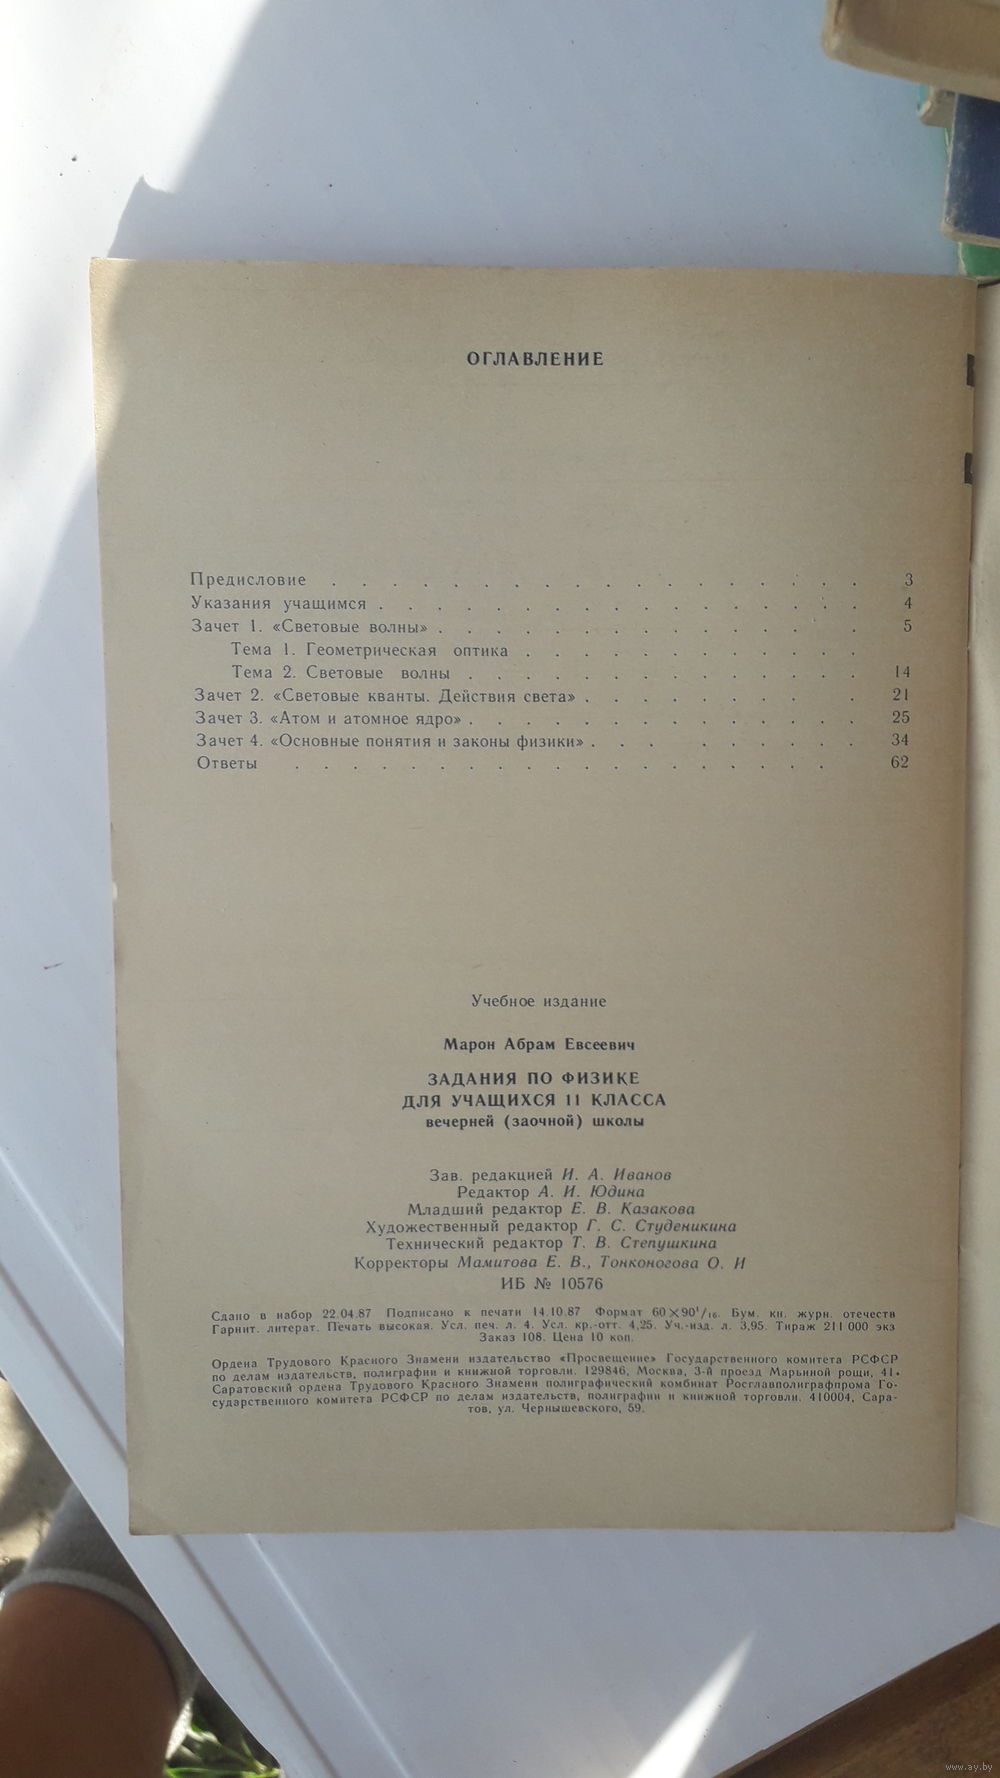 ОГЛАВЛЕНИЕ
Предисловие . . . . . . . . . . . . . . . . . . 3
Указания учащимся . . . . . . . . . . . . . . . . . 4
Зачет 1. «Световые волны» . . . . . . . . . . . . . . . 5
Тема 1. Геометрическая оптика . . . . . . . . . . . .
Тема 2. Световые волны . . . . . . . . . . . . . . 14
Зачет 2. «Световые кванты. Действия света» . . . . . . . . . . 21
Зачет 3. «Атом и атомное ядро» . . . . . . . . . . . . . . 25
Зачет 4. «Основные понятия и законы физики» . . . . . . . . . 34
Ответы . . . . . . . . . . . . . . . . . . . 62
Учебное издание
Марон Абрам Евсеевич
ЗАДАНИЯ ПО ФИЗИКЕ
ДЛЯ УЧАЩИХСЯ 11 КЛАССА
вечерней (заочной) школы
Зав. редакцией И. А. Иванов
Редактор А. И. Юдина
Младший редактор Е. В. Казакова
Художественный редактор Г. С. Студеникина
Технический редактор Т. В. Степушкина
Корректоры Мамитова Е. В., Тонконогова О. И
ИБ № 10576
Сдано в набор 22.04.87 Подписано к печати 14.10.87 Формат 60×90¹/₁₆. Бум. кн. журн. отечеств
Гарнит. литерат. Печать высокая. Усл. печ. л. 4. Усл. кр.-отт. 4,25. Уч.-изд. л. 3,95. Тираж 211 000 экз
Заказ 108. Цена 10 коп.
Ордена Трудового Красного Знамени издательство «Просвещение» Государственного комитета РСФСР
по делам издательств, полиграфии и книжной торговли. 129846, Москва, 3-й проезд Марьиной рощи, 41.
Саратовский ордена Трудового Красного Знамени полиграфический комбинат Росглавполиграфпрома Го-
сударственного комитета РСФСР по делам издательств, полиграфии и книжной торговли. 410004, Сара-
тов, ул. Чернышевского, 59.
www.ay.by